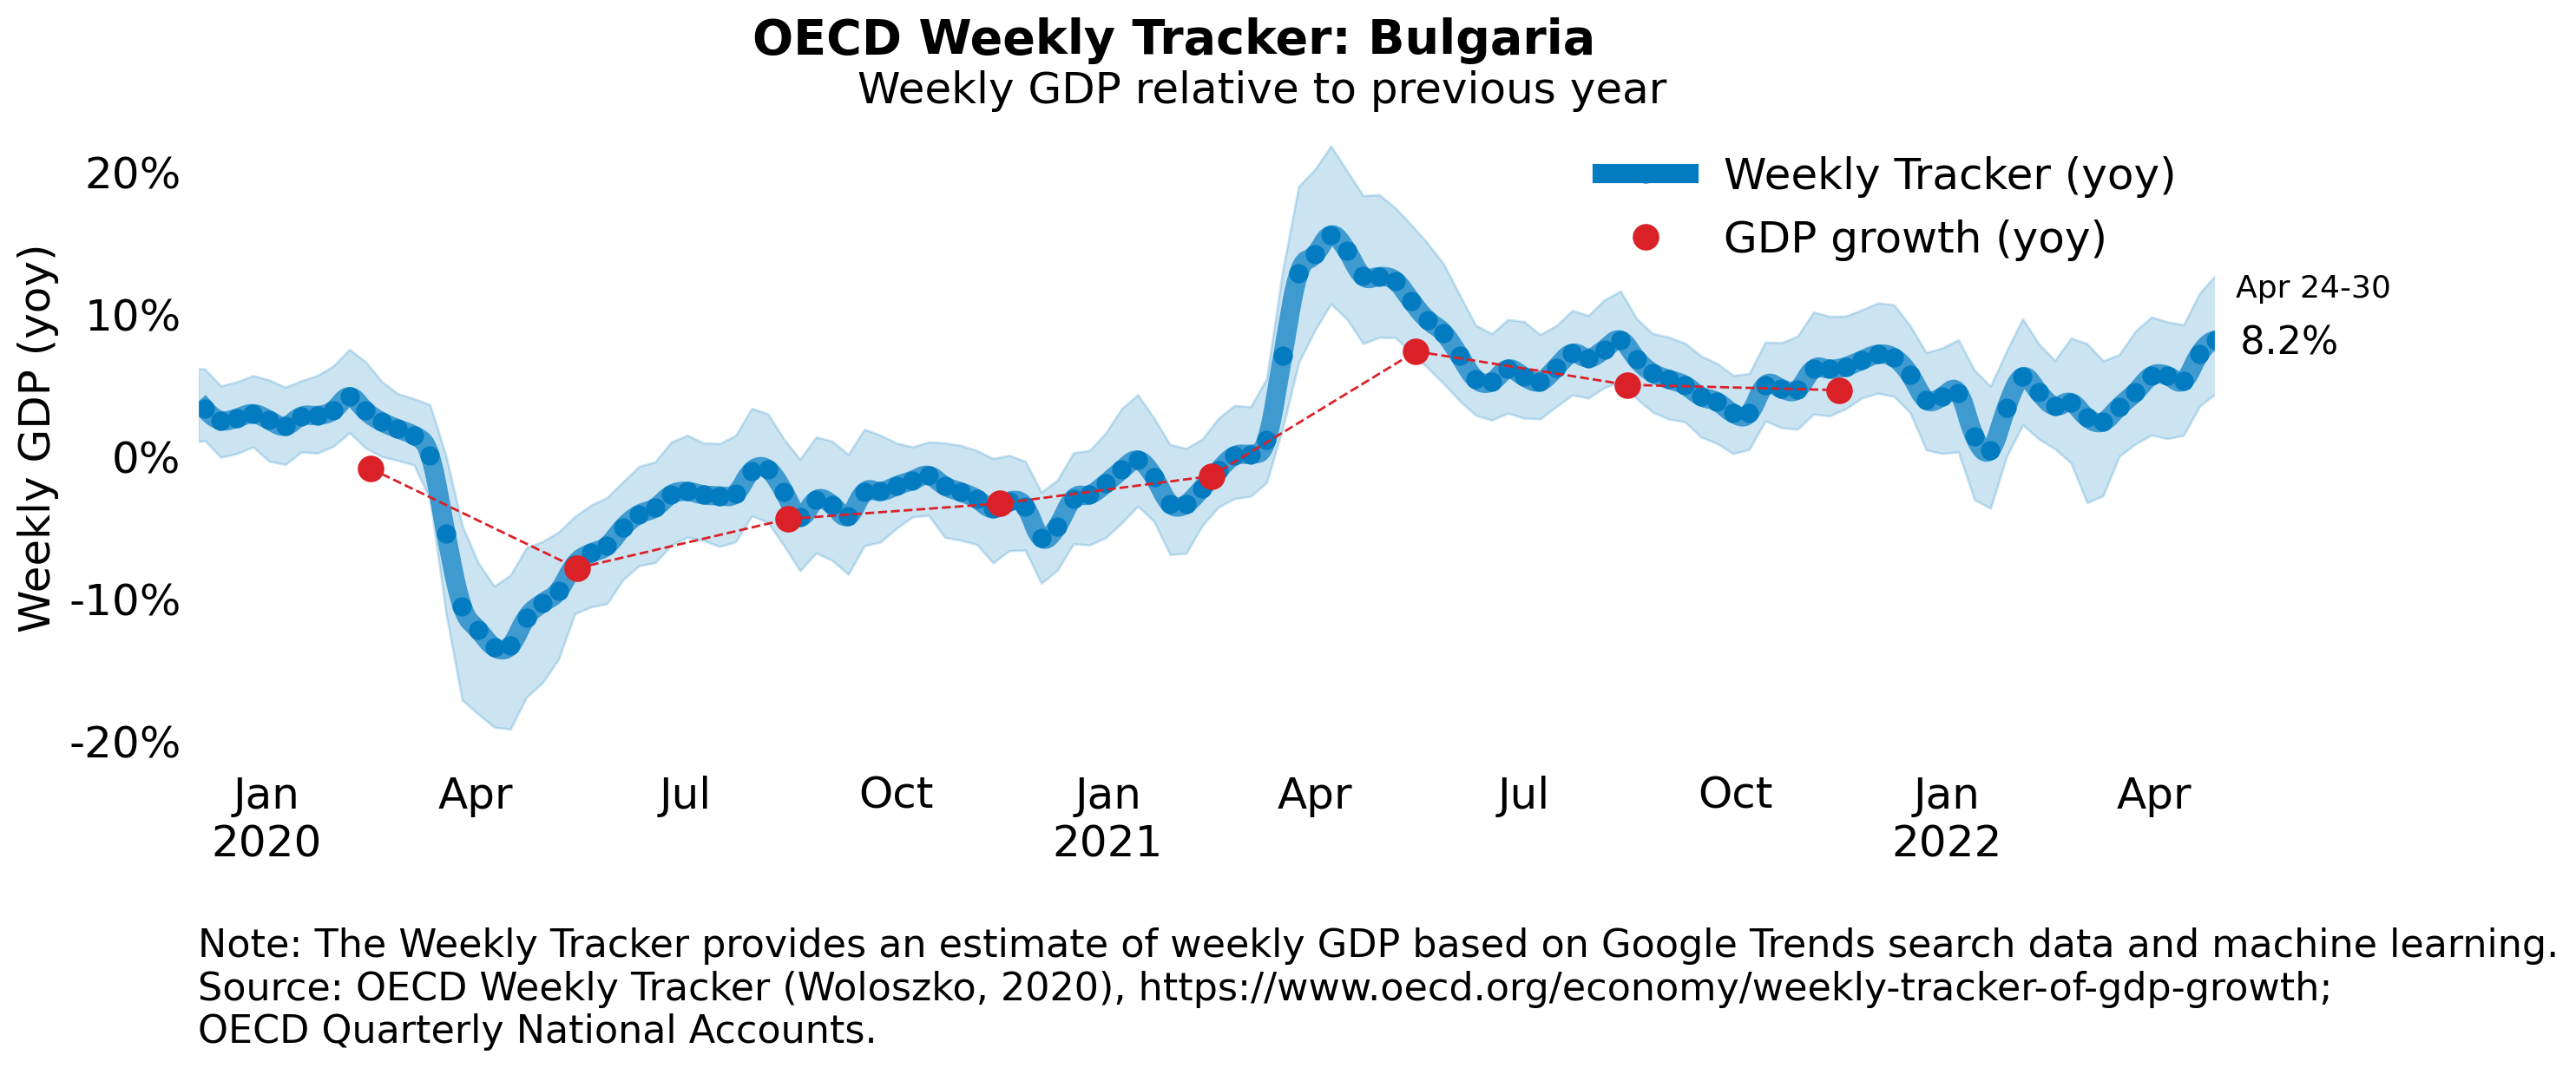 OECD Weekly Tracker: Bulgaria
Weekly GDP relative to previous year
Weekly Tracker (yoy)
GDP growth (yoy)
Weekly GDP (yoy)
20%
10%
0%
-10%
-20%
Apr 24-30
8.2%
Jan Apr Jul Oct Jan Apr Jul Oct Jan Apr
2020 2021 2022
Note: The Weekly Tracker provides an estimate of weekly GDP based on Google Trends search data and machine learning.
Source: OECD Weekly Tracker (Woloszko, 2020), https://www.oecd.org/economy/weekly-tracker-of-gdp-growth;
OECD Quarterly National Accounts.